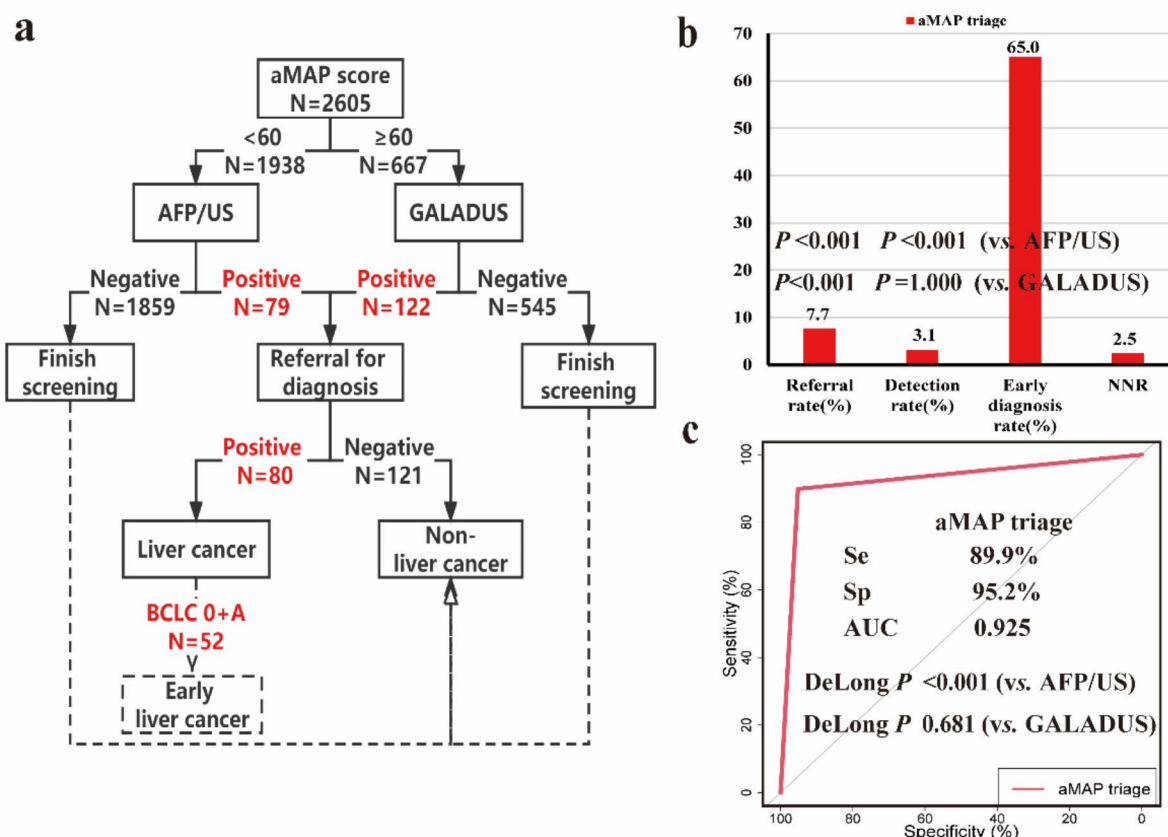 a
aMAP score
N=2605
<60
N=1938
≥60
N=667
AFP/US
GALADUS
Negative
N=1859
Positive
N=79
Positive
N=122
Negative
N=545
Finish
screening
Referral for
diagnosis
Finish
screening
Positive
N=80
Negative
N=121
Liver cancer
Non-
liver cancer
BCLC 0+A
N=52
Early
liver cancer
b
aMAP triage
70
60
50
40
30
20
10
0
65.0
P <0.001 P <0.001 (vs. AFP/US)
P<0.001 P =1.000 (vs. GALADUS)
7.7
3.1
2.5
Referral
rate(%)
Detection
rate(%)
Early
diagnosis
rate(%)
NNR
c
Sensitivity (%)
100
80
60
40
20
0
aMAP triage
Se 89.9%
Sp 95.2%
AUC 0.925
DeLong P <0.001 (vs. AFP/US)
DeLong P 0.681 (vs. GALADUS)
aMAP triage
100 80 60 40 20 0
Specificity (%)